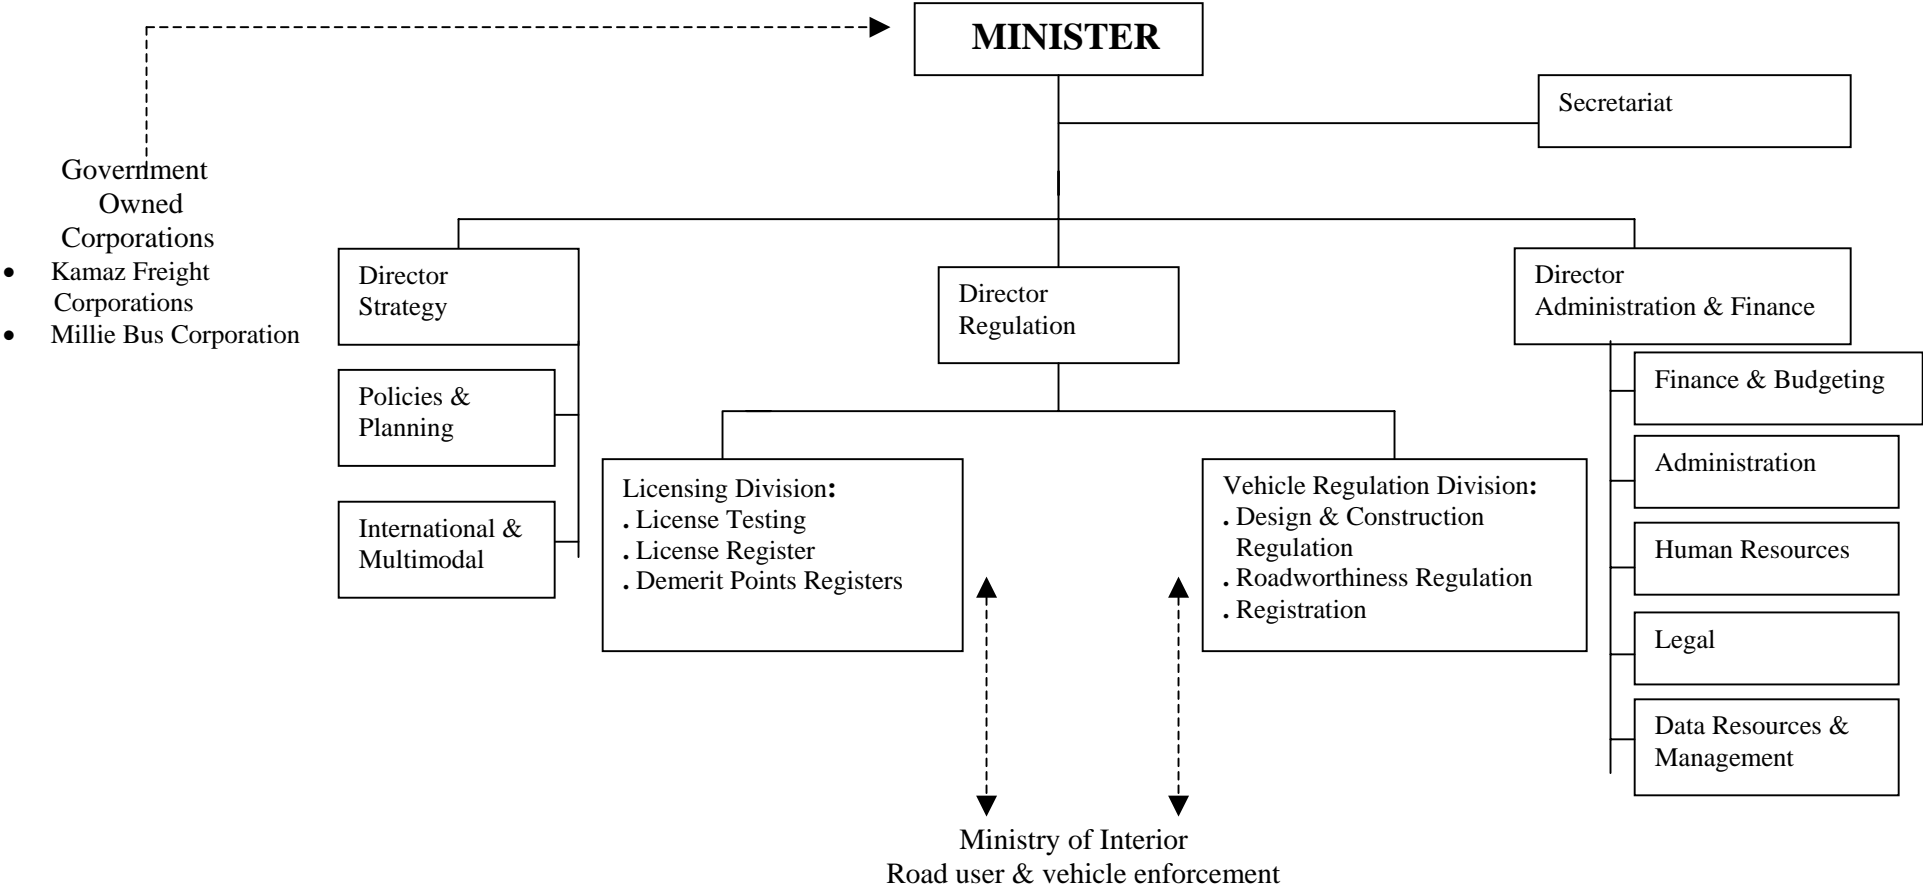 MINISTER
Secretariat
Government
Owned
Corporations
• Kamaz Freight
Corporations
• Millie Bus Corporation
Director
Strategy
Policies &
Planning
International &
Multimodal
Director
Regulation
Licensing Division:
. License Testing
. License Register
. Demerit Points Registers
Vehicle Regulation Division:
. Design & Construction
Regulation
. Roadworthiness Regulation
. Registration
Director
Administration & Finance
Finance & Budgeting
Administration
Human Resources
Legal
Data Resources &
Management
Ministry of Interior
Road user & vehicle enforcement